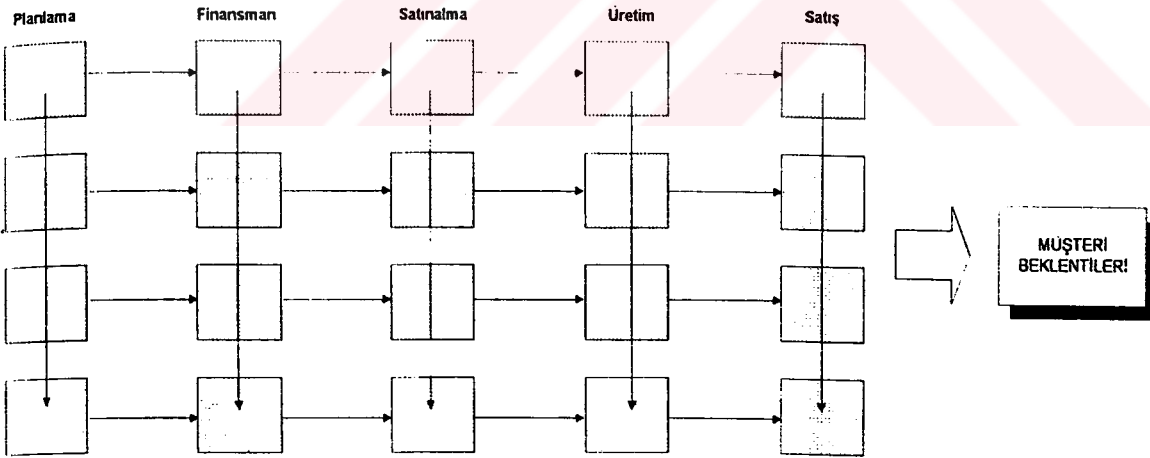 Planlama Finansman Satınalma Üretim Satış
MÜŞTERİ
BEKLENTİLER!